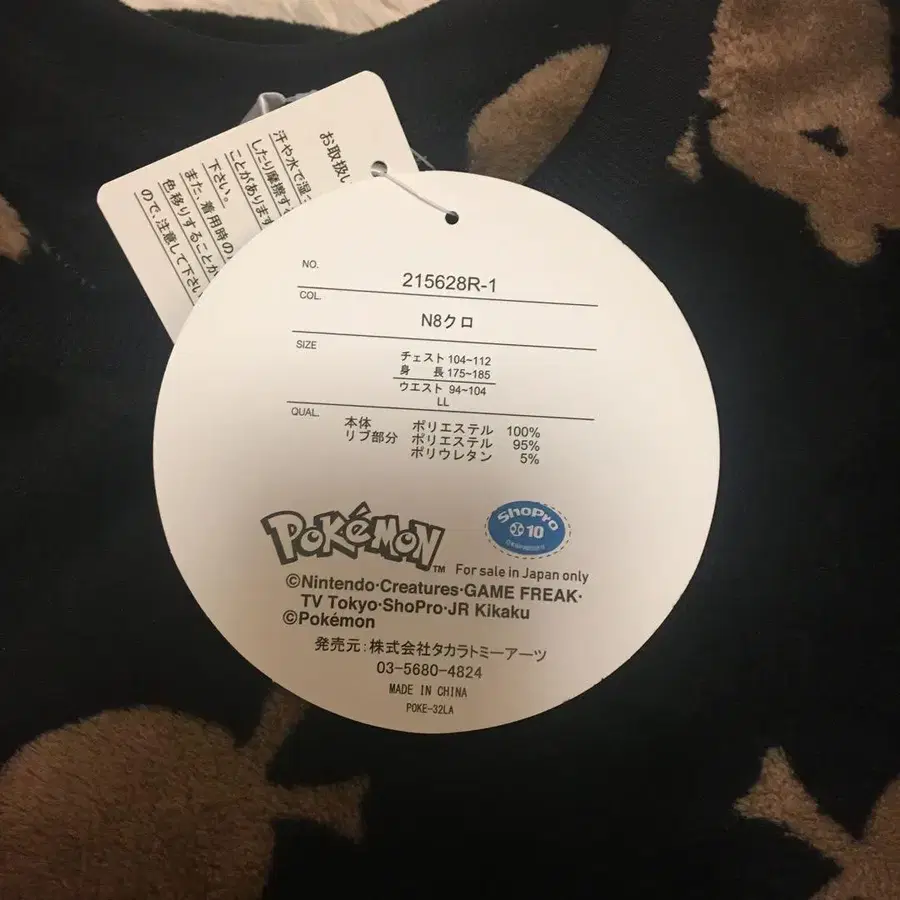 お取扱い
汗や水で湿っ
したり摩擦する
ことがあります
下さい。
また、着用時の
色移りすることが
ので、注意して下さい
NO. 215628R-1
COL. N8クロ
SIZE チェスト 104~112
身 長 175~185
ウエスト 94~104
LL
QUAL. 本体 ポリエステル 100%
リブ部分 ポリエステル 95%
ポリウレタン 5%
POKéMON TM
ShoPro
10
For sale in Japan only
©Nintendo·Creatures·GAME FREAK·
TV Tokyo·ShoPro·JR Kikaku
©Pokémon
発売元:株式会社タカラトミーアーツ
03-5680-4824
MADE IN CHINA
POKE-32LA